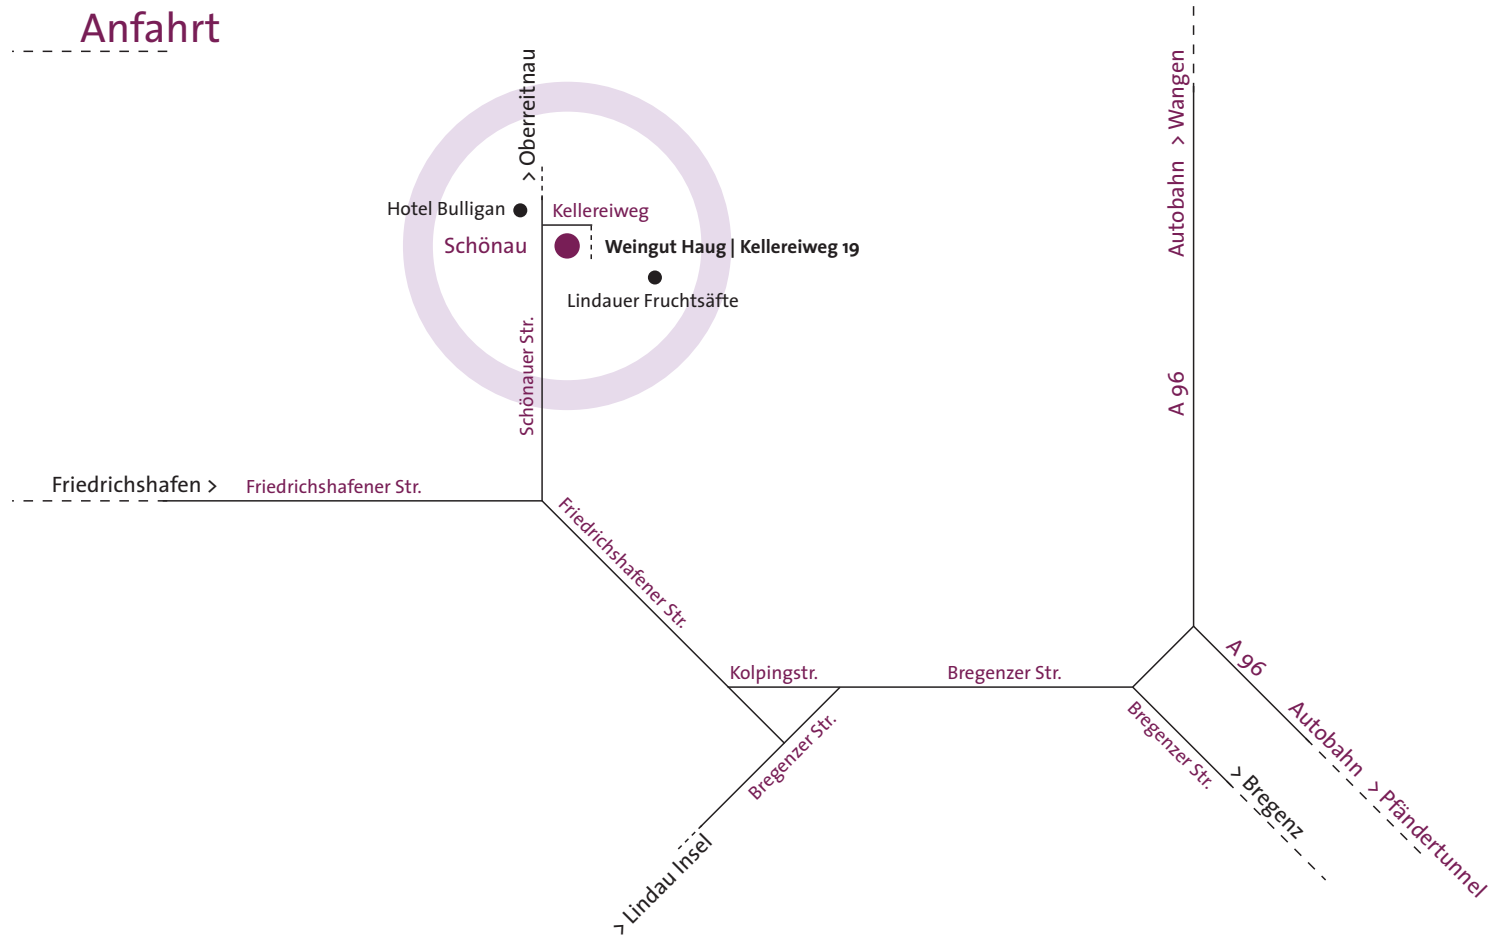 Anfahrt
> Oberreitnau
Autobahn > Wangen
Hotel Bulligan
Kellereiweg
Schönau
Weingut Haug | Kellereiweg 19
Lindauer Fruchtsäfte
Schönauer Str.
A 96
Friedrichshafen >
Friedrichshafener Str.
Friedrichshafener Str.
Kolpingstr.
Bregenzer Str.
A 96
Bregenzer Str.
Bregenzer Str.
Autobahn > Pfändertunnel
> Bregenz
> Lindau Insel